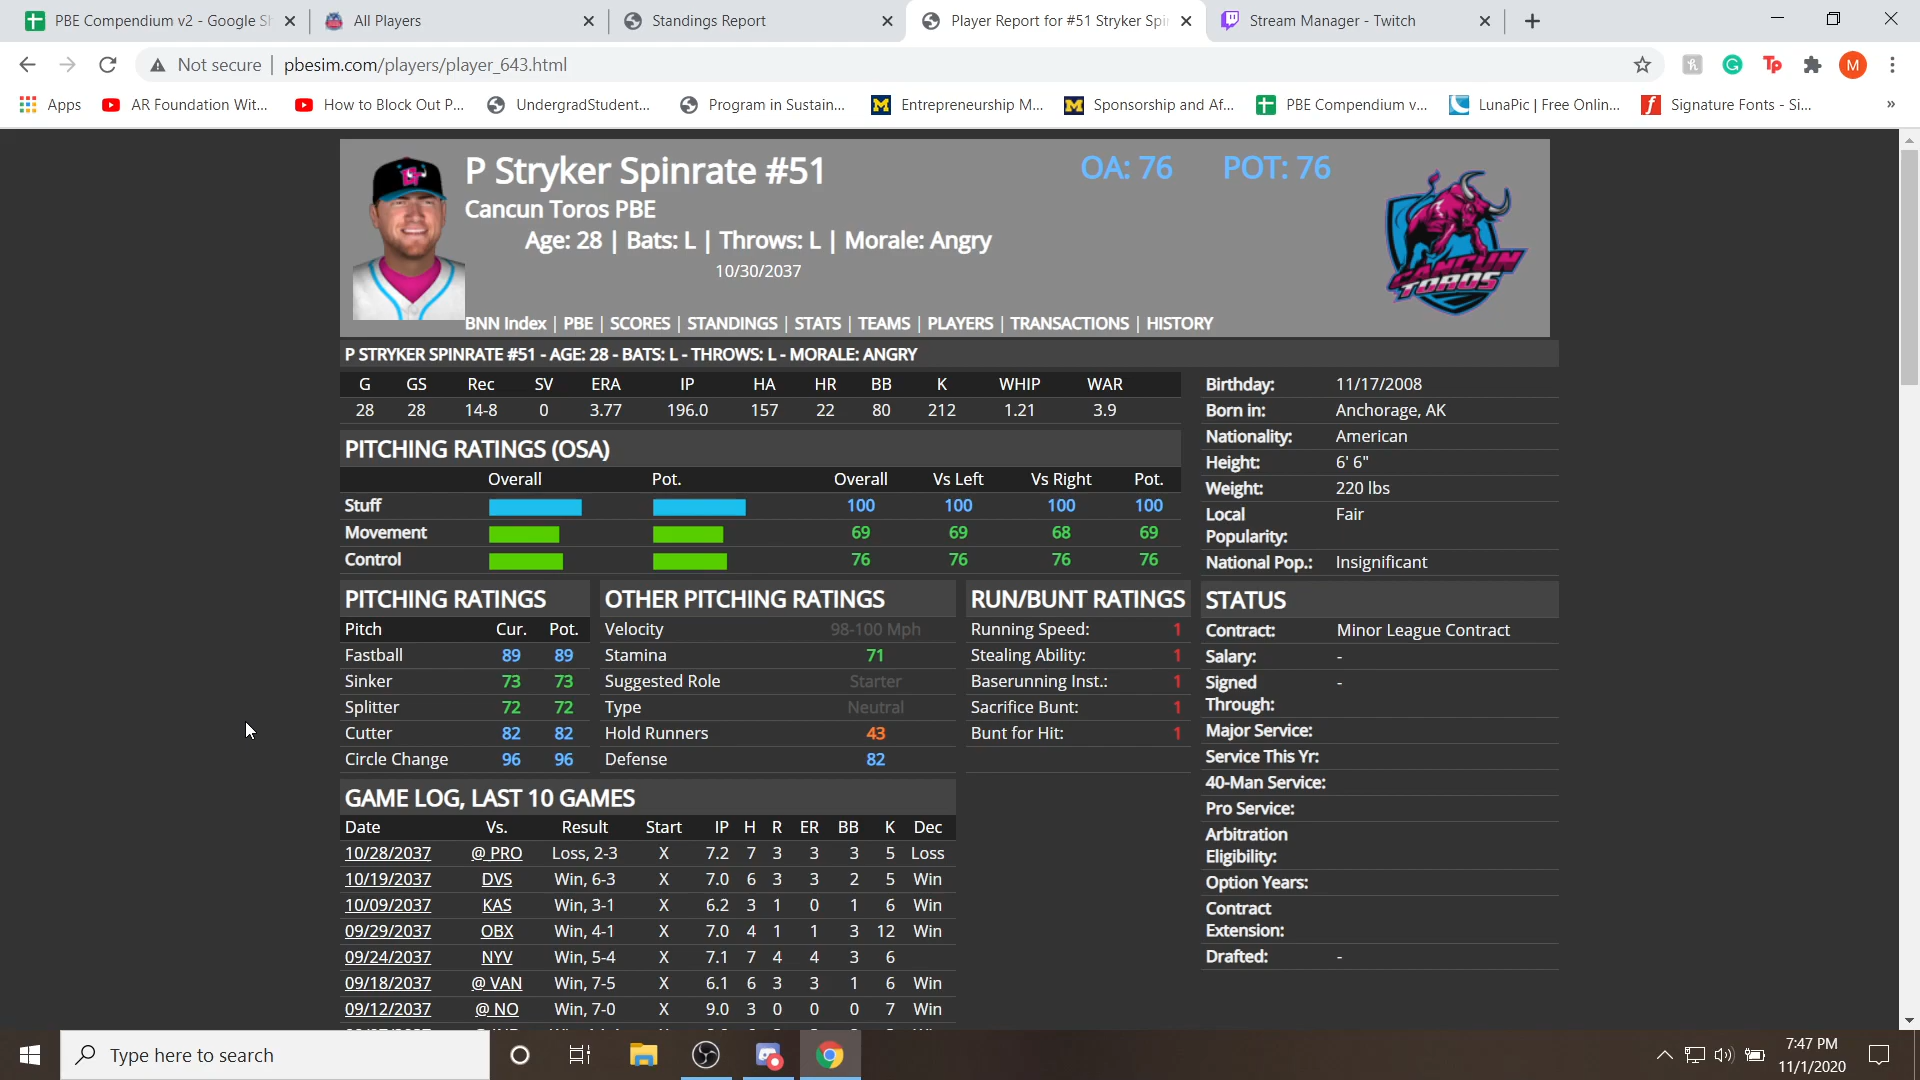 PBE Compendium v2 - Google Sh
All Players
Standings Report
Player Report for #51 Stryker Spin
Stream Manager - Twitch
Not secure | pbesim.com/players/player_643.html
Apps
AR Foundation Wit...
How to Block Out P...
UndergradStudent...
Program in Sustain...
Entrepreneurship M...
Sponsorship and Af...
PBE Compendium v...
LunaPic | Free Onlin...
Signature Fonts - Si...
»
P Stryker Spinrate #51
OA: 76 POT: 76
Cancun Toros PBE
Age: 28 | Bats: L | Throws: L | Morale: Angry
10/30/2037
CANCUN
TOROS
BNN Index | PBE | SCORES | STANDINGS | STATS | TEAMS | PLAYERS | TRANSACTIONS | HISTORY
P STRYKER SPINRATE #51 - AGE: 28 - BATS: L - THROWS: L - MORALE: ANGRY
G GS Rec SV ERA IP HA HR BB K WHIP WAR
28 28 14-8 0 3.77 196.0 157 22 80 212 1.21 3.9
PITCHING RATINGS (OSA)
Overall Pot. Overall Vs Left Vs Right Pot.
Stuff 100 100 100 100
Movement 69 69 68 69
Control 76 76 76 76
Birthday: 11/17/2008
Born in: Anchorage, AK
Nationality: American
Height: 6' 6"
Weight: 220 lbs
Local Popularity: Fair
National Pop.: Insignificant
PITCHING RATINGS
Pitch Cur. Pot.
Fastball 89 89
Sinker 73 73
Splitter 72 72
Cutter 82 82
Circle Change 96 96
OTHER PITCHING RATINGS
Velocity 98-100 Mph
Stamina 71
Suggested Role Starter
Type Neutral
Hold Runners 43
Defense 82
RUN/BUNT RATINGS
Running Speed: 1
Stealing Ability: 1
Baserunning Inst.: 1
Sacrifice Bunt: 1
Bunt for Hit: 1
STATUS
Contract: Minor League Contract
Salary: -
Signed Through: -
Major Service:
Service This Yr:
40-Man Service:
Pro Service:
Arbitration Eligibility:
Option Years:
Contract Extension:
Drafted: -
GAME LOG, LAST 10 GAMES
Date Vs. Result Start IP H R ER BB K Dec
10/28/2037 @ PRO Loss, 2-3 X 7.2 7 3 3 3 5 Loss
10/19/2037 DVS Win, 6-3 X 7.0 6 3 3 2 5 Win
10/09/2037 KAS Win, 3-1 X 6.2 3 1 0 1 6 Win
09/29/2037 OBX Win, 4-1 X 7.0 4 1 1 3 12 Win
09/24/2037 NYV Win, 5-4 X 7.1 7 4 4 3 6
09/18/2037 @ VAN Win, 7-5 X 6.1 6 3 3 1 6 Win
09/12/2037 @ NO Win, 7-0 X 9.0 3 0 0 0 7 Win
Type here to search
7:47 PM
11/1/2020